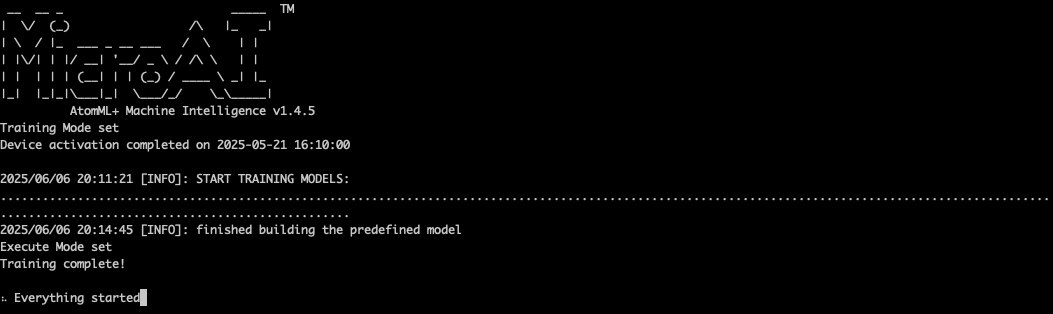 MicroAI TM
AtomML+ Machine Intelligence v1.4.5
Training Mode set
Device activation completed on 2025-05-21 16:10:00
2025/06/06 20:11:21 [INFO]: START TRAINING MODELS:
......................................................................................................................................................
..................................................
2025/06/06 20:14:45 [INFO]: finished building the predefined model
Execute Mode set
Training complete!
⠦ Everything started